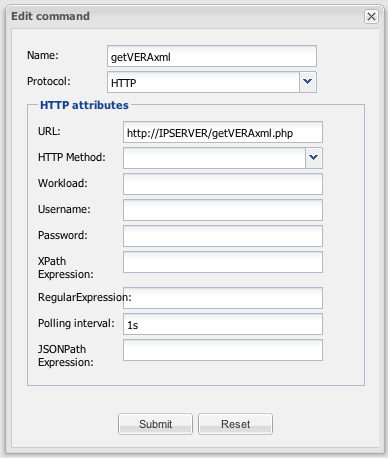 Edit command
Name: getVERAxml
Protocol: HTTP
HTTP attributes
URL: http://IPSERVER/getVERAxml.php
HTTP Method:
Workload:
Username:
Password:
XPath
Expression:
RegularExpression:
Polling interval: 1s
JSONPath
Expression:
Submit Reset